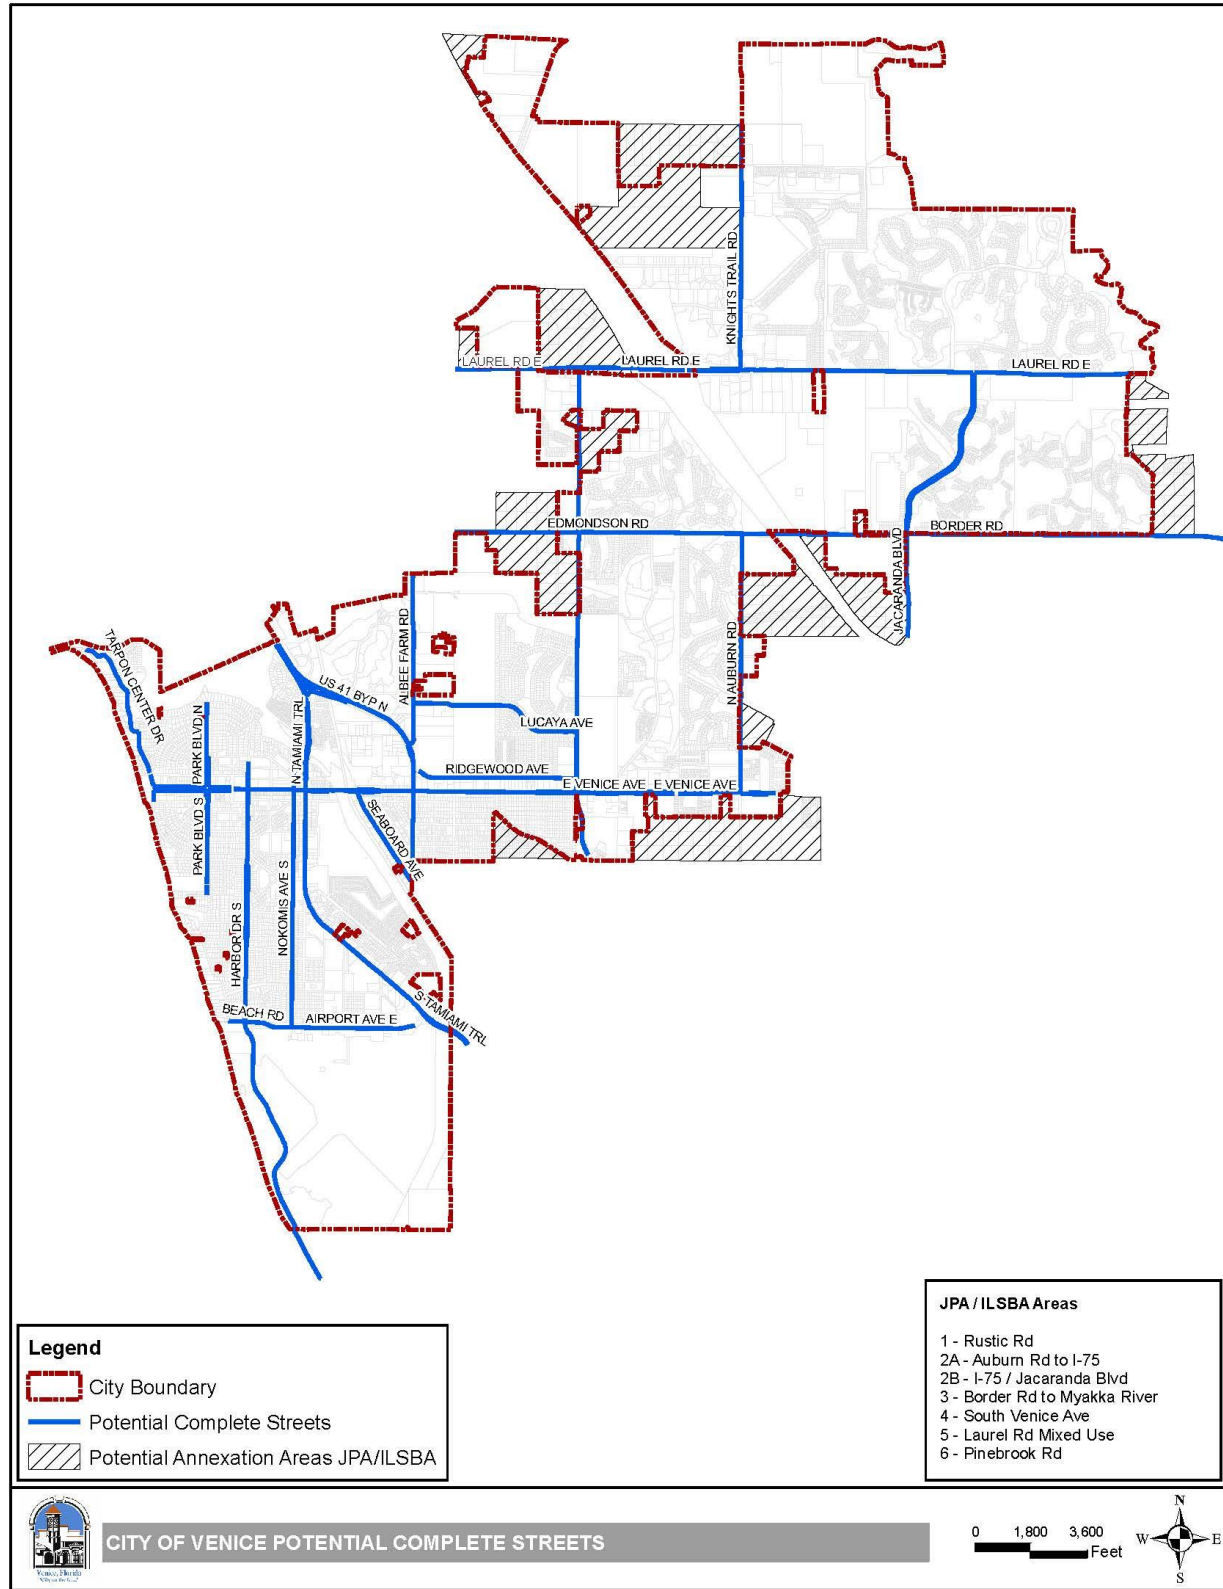 KNIGHTS TRAIL RD
LAUREL RD E
LAUREL RD E
LAUREL RD E
EDMONDSON RD
BORDER RD
JACARANDA BLVD
N AUBURN RD
ALBEE FARM RD
TARPON CENTER DR
US 41 BYP N
N TAMIAMI TRL
PARK BLVD N
LUCAYA AVE
RIDGEWOOD AVE
E VENICE AVE
E VENICE AVE
PARK BLVD S
SEABOARD AVE
NOKOMIS AVE S
HARBOR DR S
BEACH RD
AIRPORT AVE E
S TAMIAMI TRL
JPA / ILSBA Areas
1 - Rustic Rd
2A - Auburn Rd to I-75
2B - I-75 / Jacaranda Blvd
3 - Border Rd to Myakka River
4 - South Venice Ave
5 - Laurel Rd Mixed Use
6 - Pinebrook Rd
Legend
City Boundary
Potential Complete Streets
Potential Annexation Areas JPA/ILSBA
Venice, Florida
CITY OF VENICE POTENTIAL COMPLETE STREETS
0 1,800 3,600
Feet
N
W E
S